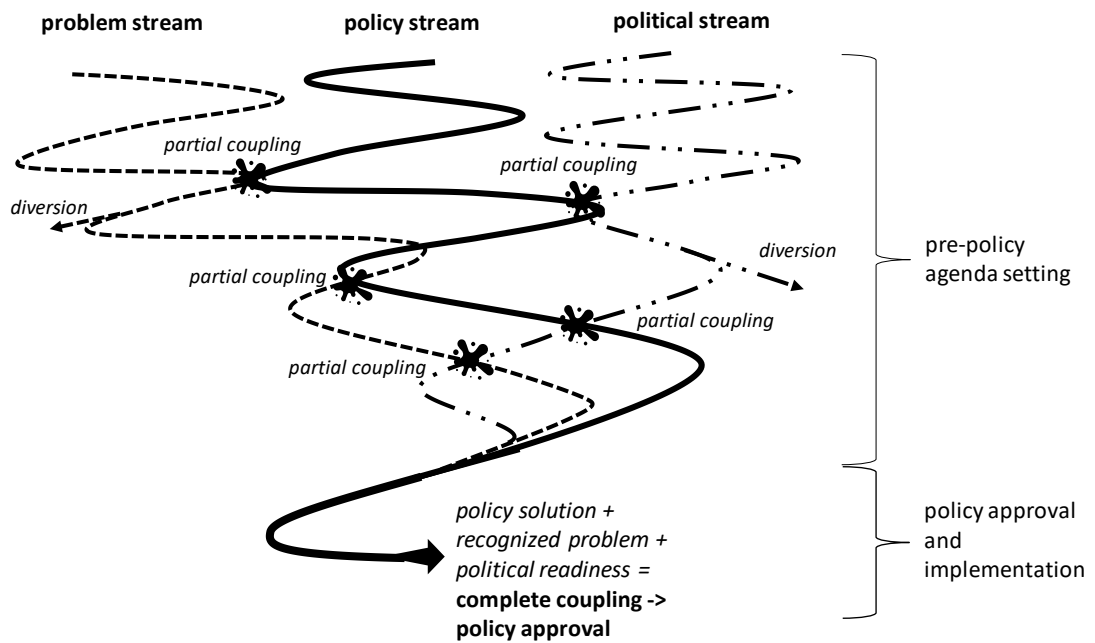 problem stream
policy stream
political stream
partial coupling
partial coupling
diversion
diversion
partial coupling
partial coupling
partial coupling
pre-policy
agenda setting
policy solution +
recognized problem +
political readiness =
complete coupling ->
policy approval
policy approval
and
implementation